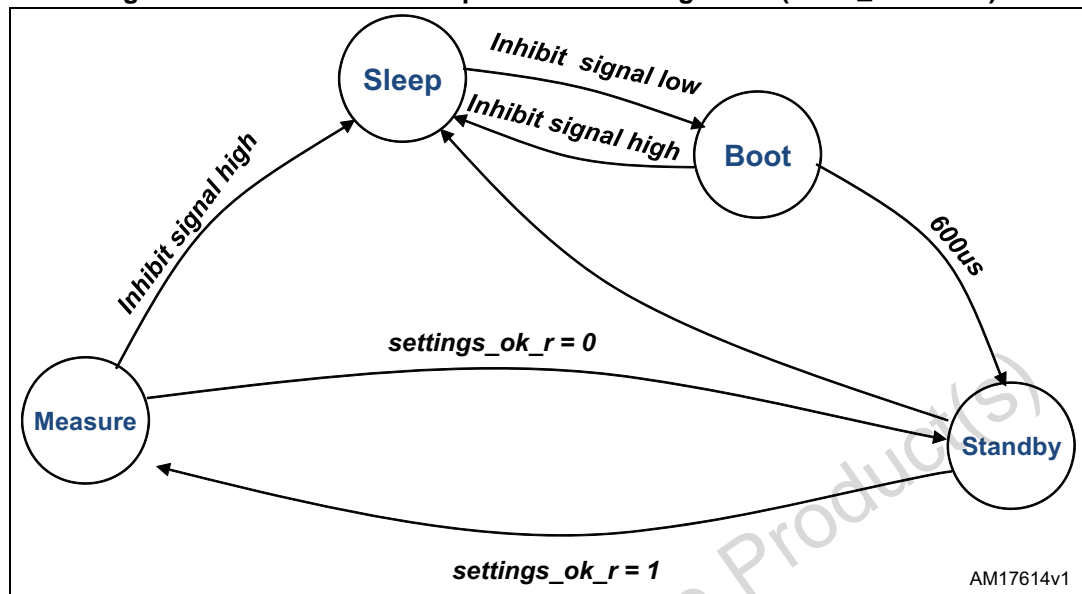 Inhibit signal low
Sleep
Inhibit signal high
Boot
Inhibit signal high
600us
settings_ok_r = 0
Measure
Standby
Product(s)
settings_ok_r = 1
AM17614v1